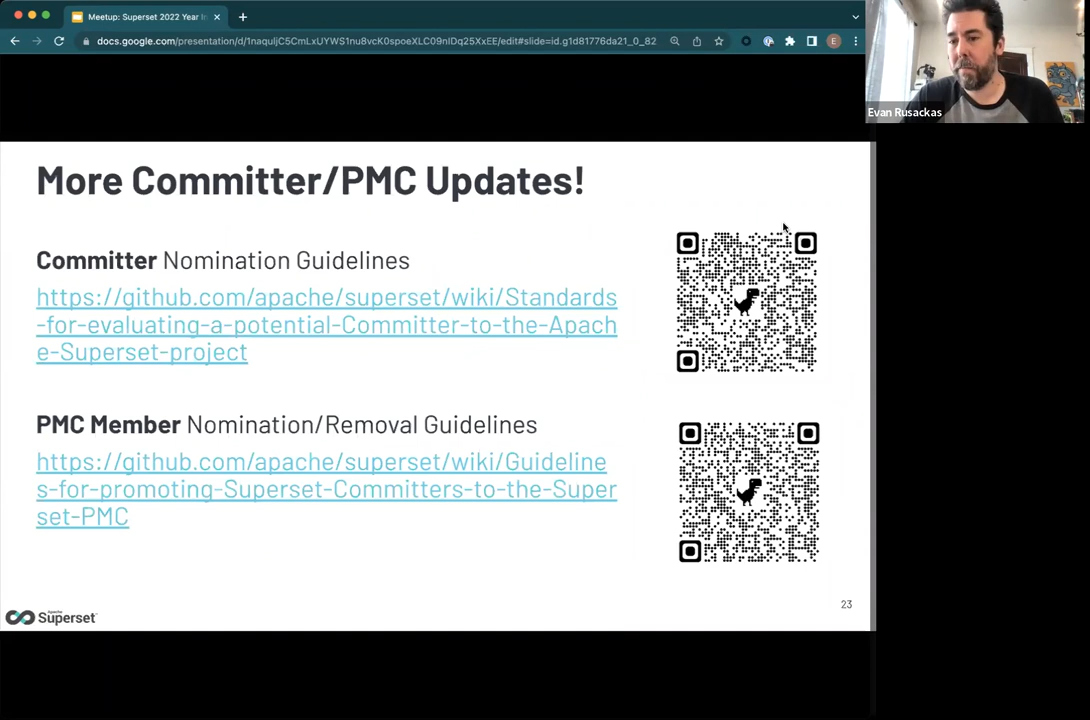 Meetup: Superset 2022 Year In
docs.google.com/presentation/d/1naquljC5CmLxUYWS1nu8vcK0spoeXLC09nIDq25XxEE/edit#slide=id.g1d81776da21_0_82
E
Evan Rusackas
More Committer/PMC Updates!
Committer Nomination Guidelines
https://github.com/apache/superset/wiki/Standards
-for-evaluating-a-potential-Committer-to-the-Apach
e-Superset-project
PMC Member Nomination/Removal Guidelines
https://github.com/apache/superset/wiki/Guideline
s-for-promoting-Superset-Committers-to-the-Super
set-PMC
Apache
Superset™
23